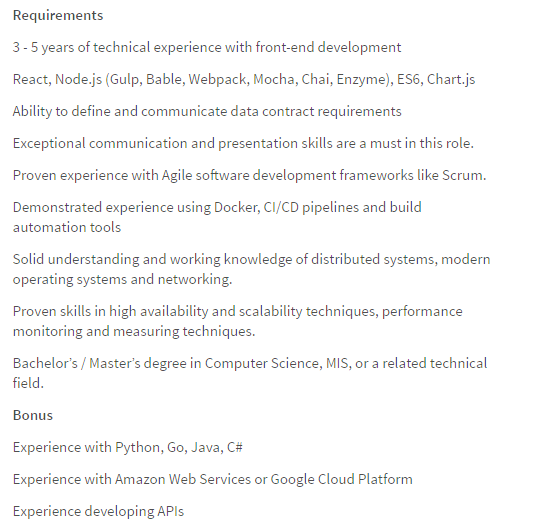 Requirements
3 - 5 years of technical experience with front-end development
React, Node.js (Gulp, Bable, Webpack, Mocha, Chai, Enzyme), ES6, Chart.js
Ability to define and communicate data contract requirements
Exceptional communication and presentation skills are a must in this role.
Proven experience with Agile software development frameworks like Scrum.
Demonstrated experience using Docker, CI/CD pipelines and build
automation tools
Solid understanding and working knowledge of distributed systems, modern
operating systems and networking.
Proven skills in high availability and scalability techniques, performance
monitoring and measuring techniques.
Bachelor’s / Master’s degree in Computer Science, MIS, or a related technical
field.
Bonus
Experience with Python, Go, Java, C#
Experience with Amazon Web Services or Google Cloud Platform
Experience developing APIs